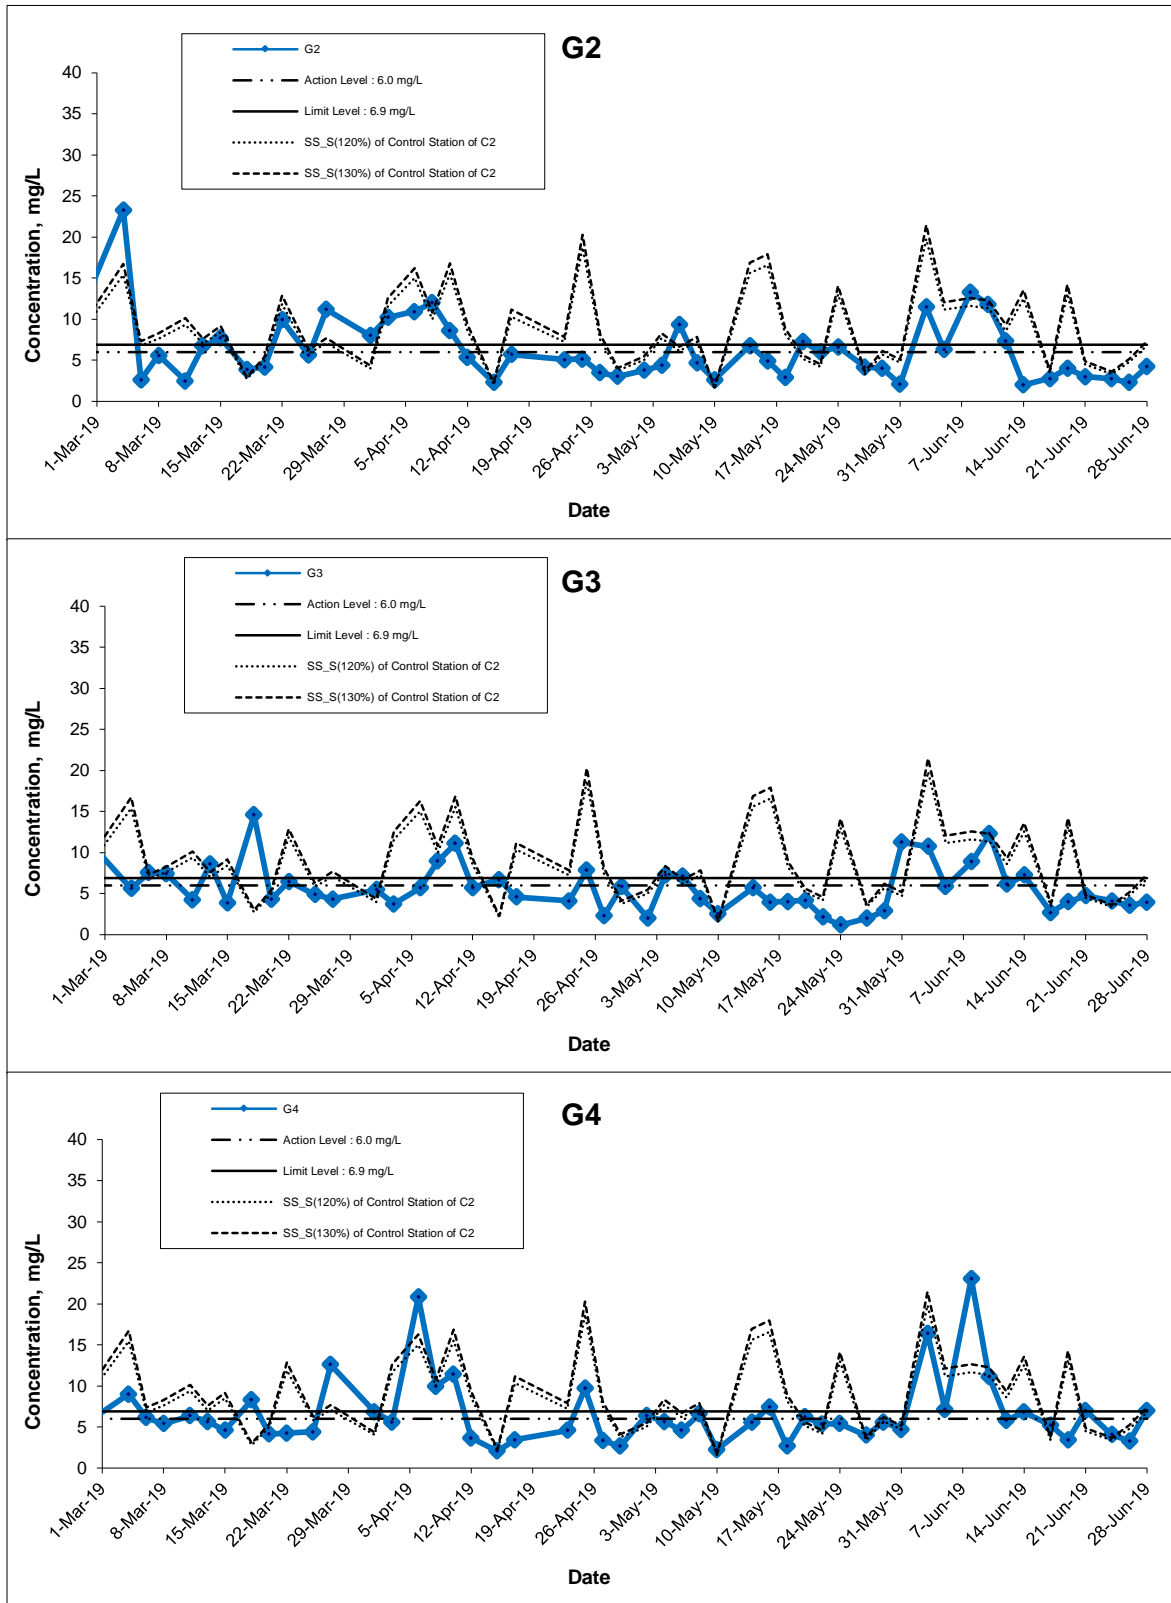 G2
G2
Action Level : 6.0 mg/L
Limit Level : 6.9 mg/L
SS_S(120%) of Control Station of C2
SS_S(130%) of Control Station of C2
Concentration, mg/L
40
35
30
25
20
15
10
5
0
1-Mar-19 8-Mar-19 15-Mar-19 22-Mar-19 29-Mar-19 5-Apr-19 12-Apr-19 19-Apr-19 26-Apr-19 3-May-19 10-May-19 17-May-19 24-May-19 31-May-19 7-Jun-19 14-Jun-19 21-Jun-19 28-Jun-19
Date
G3
G3
Action Level : 6.0 mg/L
Limit Level : 6.9 mg/L
SS_S(120%) of Control Station of C2
SS_S(130%) of Control Station of C2
Concentration, mg/L
40
35
30
25
20
15
10
5
0
1-Mar-19 8-Mar-19 15-Mar-19 22-Mar-19 29-Mar-19 5-Apr-19 12-Apr-19 19-Apr-19 26-Apr-19 3-May-19 10-May-19 17-May-19 24-May-19 31-May-19 7-Jun-19 14-Jun-19 21-Jun-19 28-Jun-19
Date
G4
G4
Action Level : 6.0 mg/L
Limit Level : 6.9 mg/L
SS_S(120%) of Control Station of C2
SS_S(130%) of Control Station of C2
Concentration, mg/L
40
35
30
25
20
15
10
5
0
1-Mar-19 8-Mar-19 15-Mar-19 22-Mar-19 29-Mar-19 5-Apr-19 12-Apr-19 19-Apr-19 26-Apr-19 3-May-19 10-May-19 17-May-19 24-May-19 31-May-19 7-Jun-19 14-Jun-19 21-Jun-19 28-Jun-19
Date